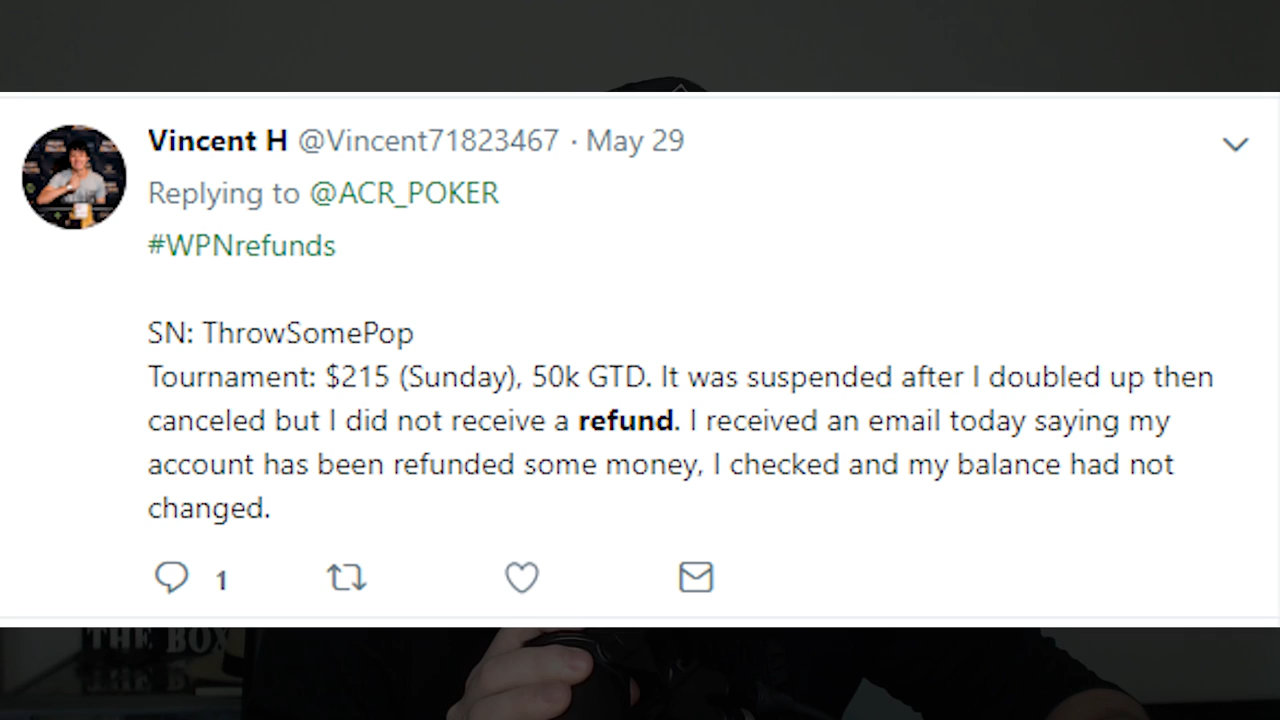 Vincent H @Vincent71823467 · May 29
Replying to @ACR_POKER
#WPNrefunds
SN: ThrowSomePop
Tournament: $215 (Sunday), 50k GTD. It was suspended after I doubled up then
canceled but I did not receive a refund. I received an email today saying my
account has been refunded some money, I checked and my balance had not
changed.
1
THE BOX